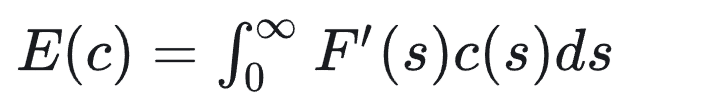 E(c) = ∫₀^∞ F′(s)c(s)ds